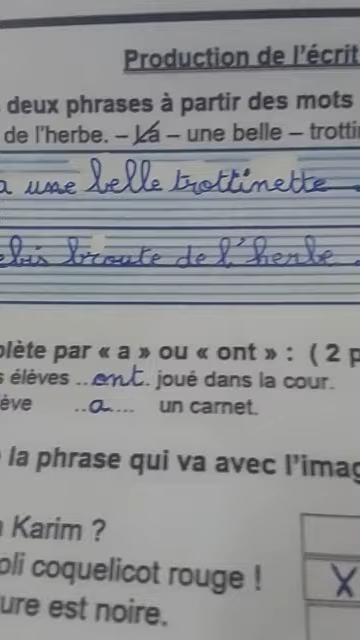 Production de l'écrit
deux phrases à partir des mots
de l'herbe. – Va – une belle – trotti
a une belle trottinette.
broute de l'herbe.
plète par « a » ou « ont » : ( 2 p
s élèves ..ont. joué dans la cour.
ève ..a.... un carnet.
la phrase qui va avec l'imag
Karim ?
oli coquelicot rouge !
X
ure est noire.